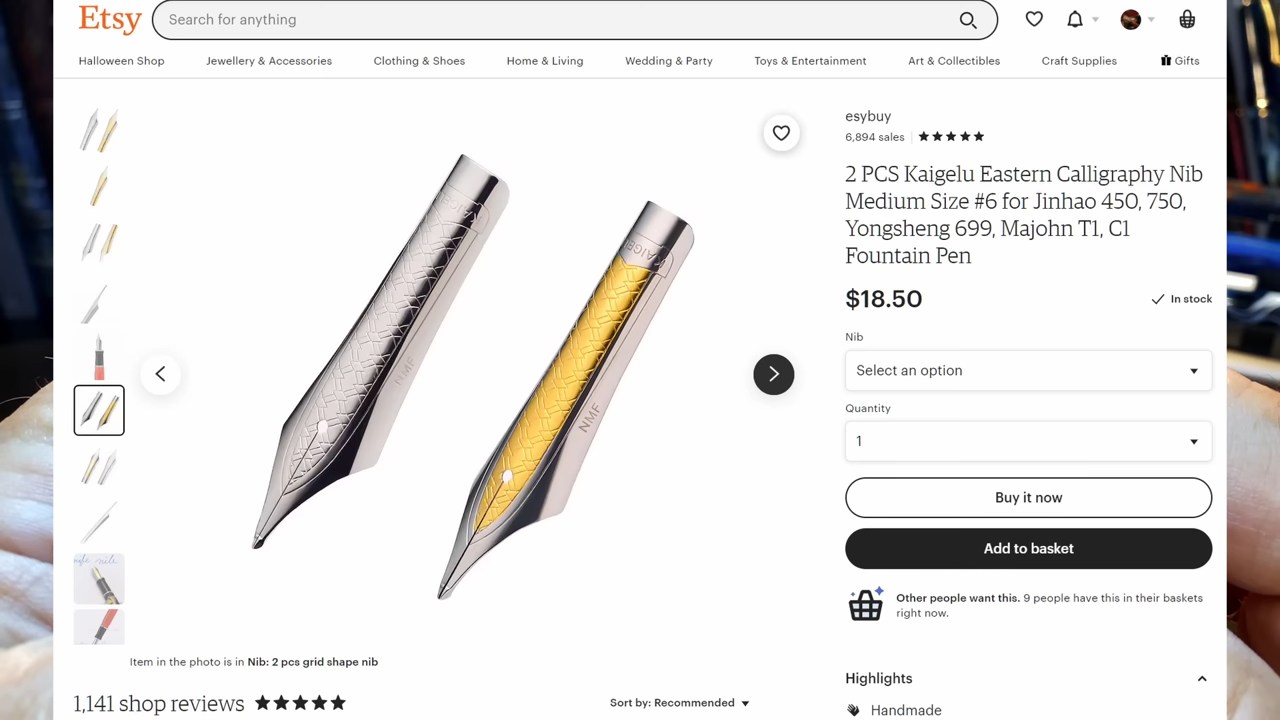 Etsy
Search for anything
Halloween Shop
Jewellery & Accessories
Clothing & Shoes
Home & Living
Wedding & Party
Toys & Entertainment
Art & Collectibles
Craft Supplies
Gifts
KAIGELU
NMF
KAIGEL
NMF
Item in the photo is in Nib: 2 pcs grid shape nib
1,141 shop reviews
Sort by: Recommended
esybuy
6,894 sales
2 PCS Kaigelu Eastern Calligraphy Nib
Medium Size #6 for Jinhao 450, 750,
Yongsheng 699, Majohn T1, C1
Fountain Pen
$18.50
In stock
Nib
Select an option
Quantity
1
Buy it now
Add to basket
Other people want this. 9 people have this in their baskets
right now.
Highlights
Handmade